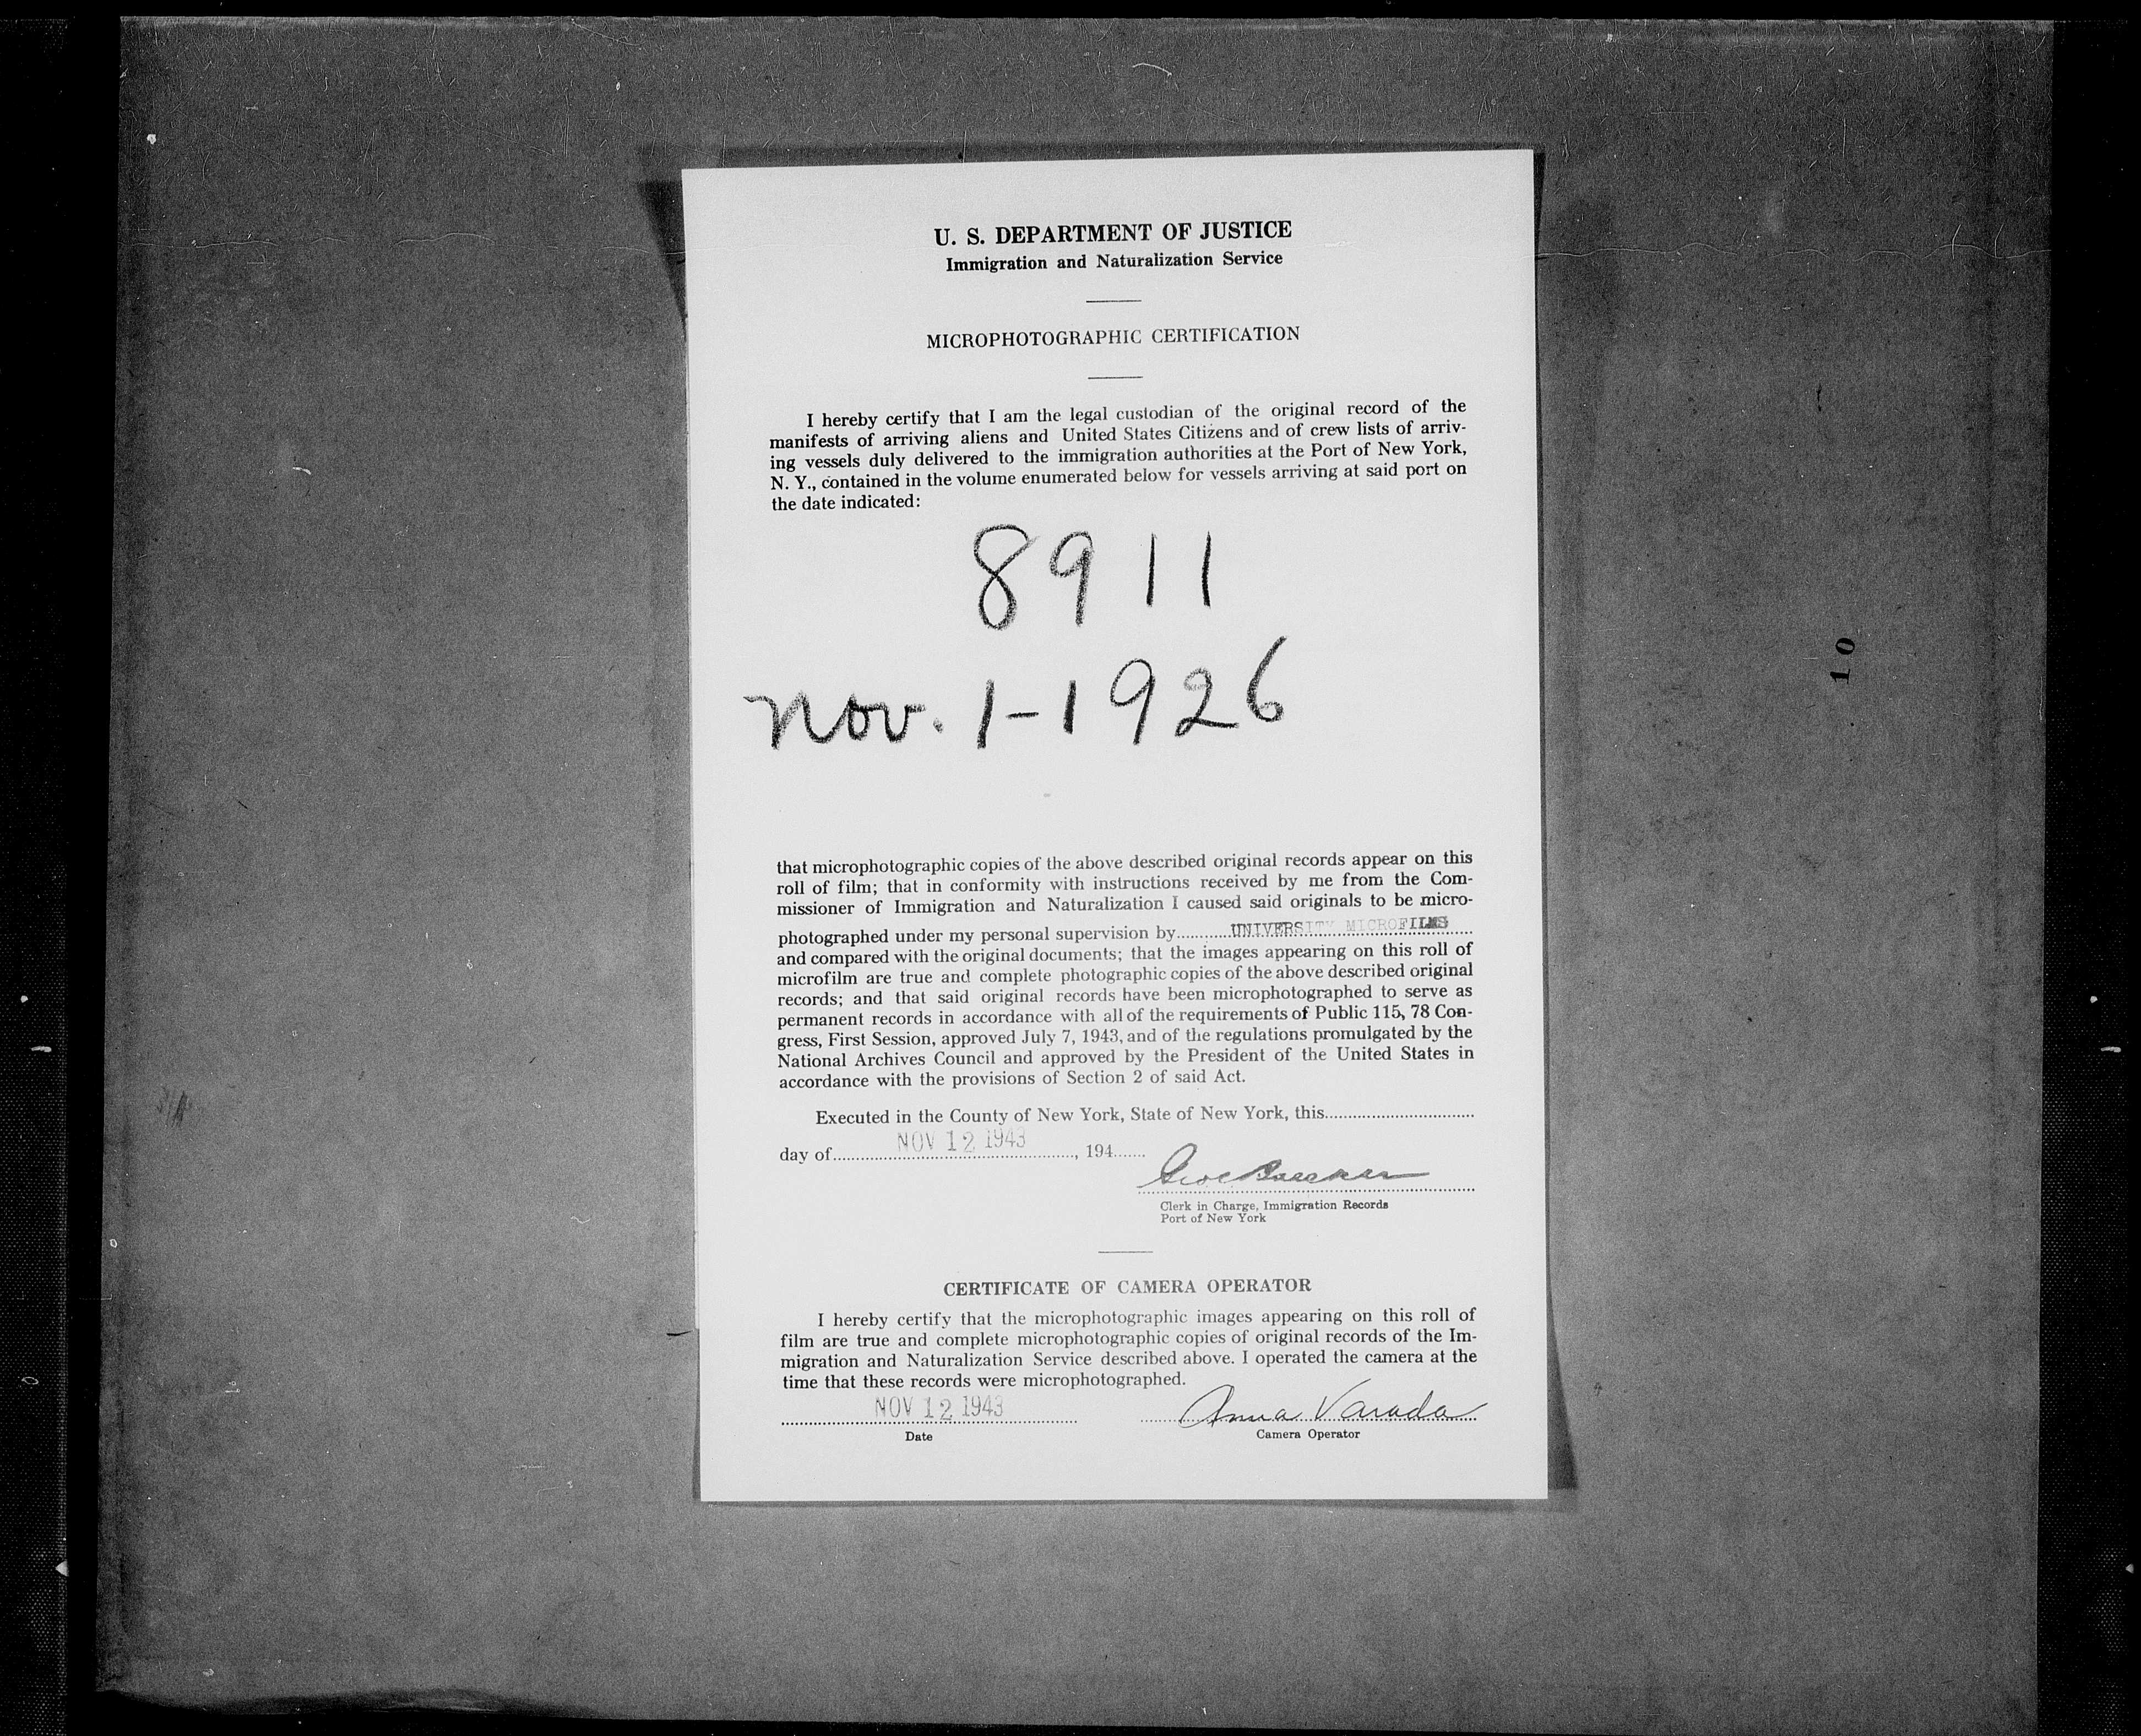 U. S. DEPARTMENT OF JUSTICE
Immigration and Naturalization Service
MICROPHOTOGRAPHIC CERTIFICATION
I hereby certify that I am the legal custodian of the original record of the
manifests of arriving aliens and United States Citizens and of crew lists of arriv-
ing vessels duly delivered to the immigration authorities at the Port of New York,
N. Y., contained in the volume enumerated below for vessels arriving at said port on
the date indicated:
8911
Nov. 1-1926
10
that microphotographic copies of the above described original records appear on this
roll of film; that in conformity with instructions received by me from the Com-
missioner of Immigration and Naturalization I caused said originals to be micro-
photographed under my personal supervision by UNIVERSITY MICROFILMS
and compared with the original documents; that the images appearing on this roll of
microfilm are true and complete photographic copies of the above described original
records; and that said original records have been microphotographed to serve as
permanent records in accordance with all of the requirements of Public 115, 78 Con-
gress, First Session, approved July 7, 1943, and of the regulations promulgated by the
National Archives Council and approved by the President of the United States in
accordance with the provisions of Section 2 of said Act.
Executed in the County of New York, State of New York, this
day of NOV 12 1943, 194
Clerk in Charge, Immigration Records
Port of New York
CERTIFICATE OF CAMERA OPERATOR
I hereby certify that the microphotographic images appearing on this roll of
film are true and complete microphotographic copies of original records of the Im-
migration and Naturalization Service described above. I operated the camera at the
time that these records were microphotographed.
NOV 12 1943 Anna Varada
Date Camera Operator